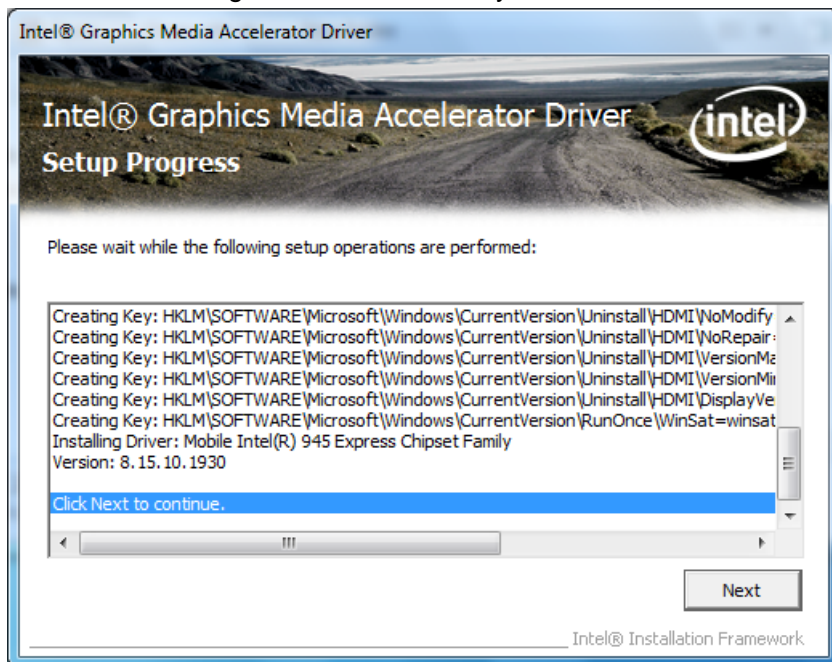 Intel® Graphics Media Accelerator Driver
Intel® Graphics Media Accelerator Driver
intel
Setup Progress
Please wait while the following setup operations are performed:
Creating Key: HKLM\SOFTWARE\Microsoft\Windows\CurrentVersion\Uninstall\HDMI\NoModify
Creating Key: HKLM\SOFTWARE\Microsoft\Windows\CurrentVersion\Uninstall\HDMI\NoRepair
Creating Key: HKLM\SOFTWARE\Microsoft\Windows\CurrentVersion\Uninstall\HDMI\VersionMa
Creating Key: HKLM\SOFTWARE\Microsoft\Windows\CurrentVersion\Uninstall\HDMI\VersionMi
Creating Key: HKLM\SOFTWARE\Microsoft\Windows\CurrentVersion\Uninstall\HDMI\DisplayVe
Creating Key: HKLM\SOFTWARE\Microsoft\Windows\CurrentVersion\RunOnce\WinSat=winsat
Installing Driver: Mobile Intel(R) 945 Express Chipset Family
Version: 8.15.10.1930
Click Next to continue.
Next
Intel® Installation Framework